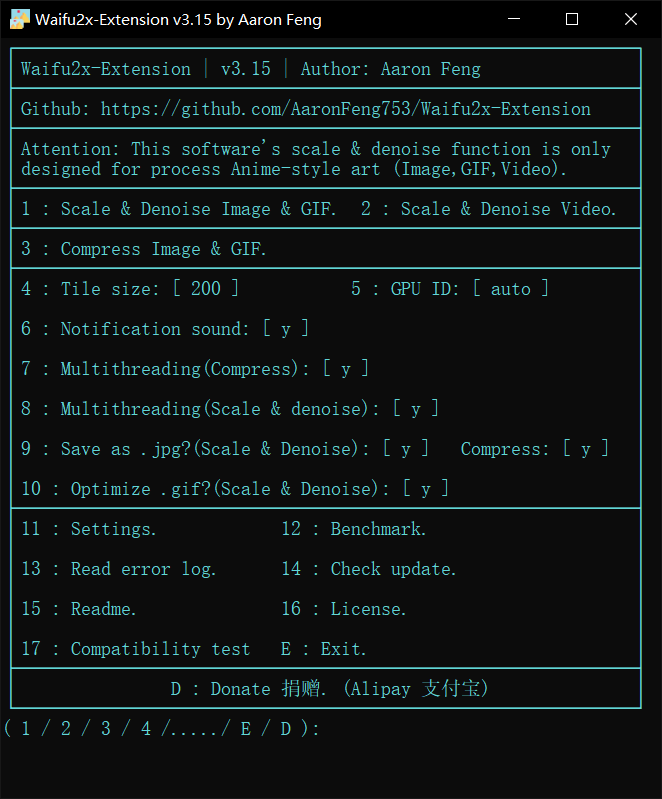 Waifu2x-Extension v3.15 by Aaron Feng
Waifu2x-Extension | v3.15 | Author: Aaron Feng
Github: https://github.com/AaronFeng753/Waifu2x-Extension
Attention: This software's scale & denoise function is only
designed for process Anime-style art (Image,GIF,Video).
1 : Scale & Denoise Image & GIF.  2 : Scale & Denoise Video.
3 : Compress Image & GIF.
4 : Tile size: [ 200 ]  5 : GPU ID: [ auto ]
6 : Notification sound: [ y ]
7 : Multithreading(Compress): [ y ]
8 : Multithreading(Scale & denoise): [ y ]
9 : Save as .jpg?(Scale & Denoise): [ y ]  Compress: [ y ]
10 : Optimize .gif?(Scale & Denoise): [ y ]
11 : Settings.  12 : Benchmark.
13 : Read error log.  14 : Check update.
15 : Readme.  16 : License.
17 : Compatibility test  E : Exit.
D : Donate 捐赠. (Alipay 支付宝)
( 1 / 2 / 3 / 4 /...../ E / D ):